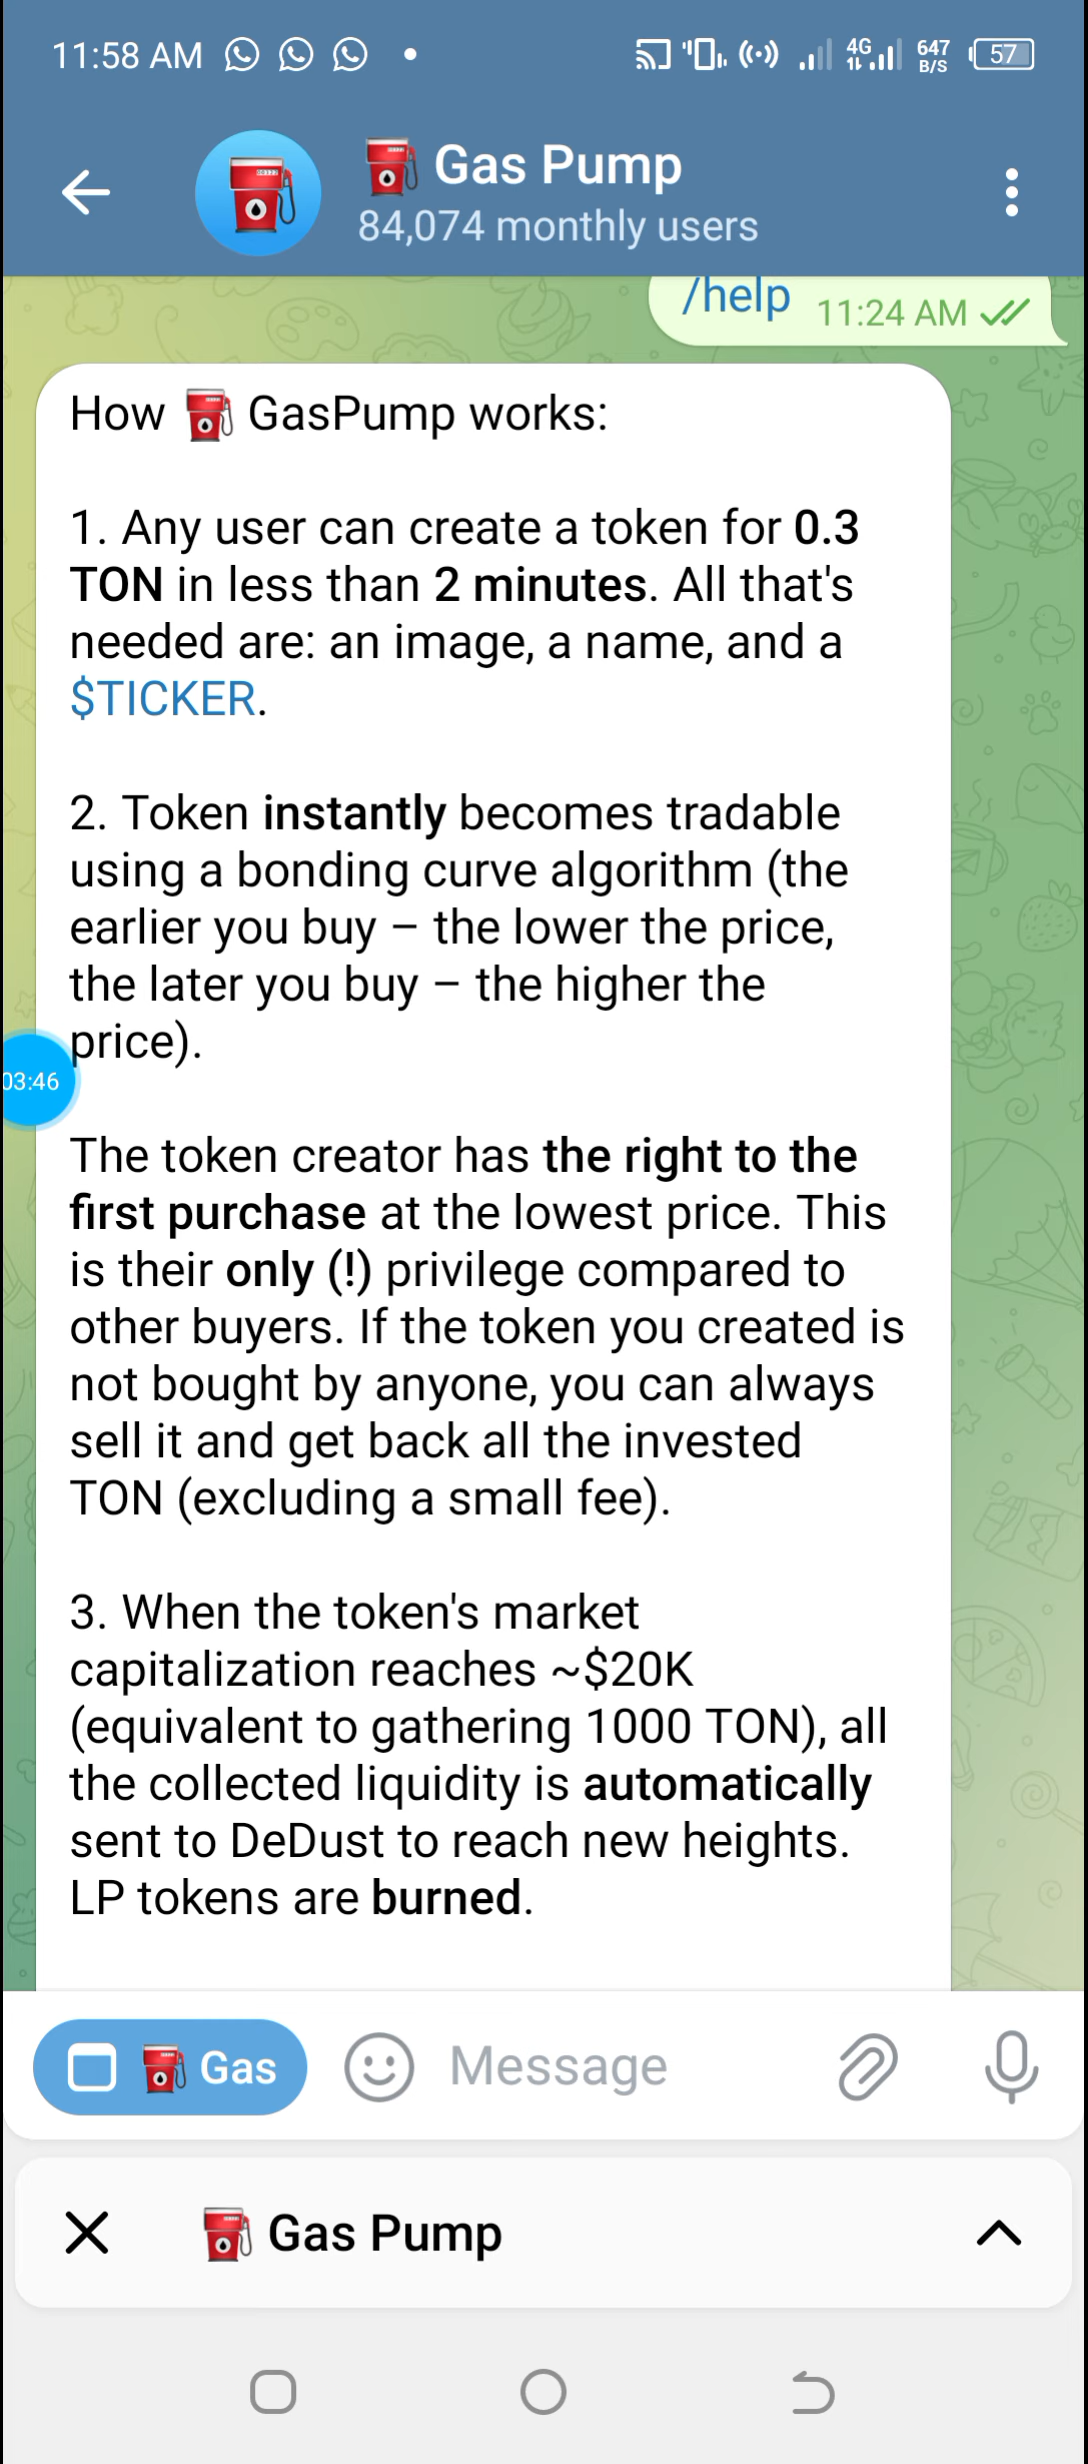 11:58 AM
4G
647
B/S
57
Gas Pump
84,074 monthly users
/help 11:24 AM
How GasPump works:
1. Any user can create a token for 0.3
TON in less than 2 minutes. All that's
needed are: an image, a name, and a
$TICKER.
2. Token instantly becomes tradable
using a bonding curve algorithm (the
earlier you buy – the lower the price,
the later you buy – the higher the
price).
03:46
The token creator has the right to the
first purchase at the lowest price. This
is their only (!) privilege compared to
other buyers. If the token you created is
not bought by anyone, you can always
sell it and get back all the invested
TON (excluding a small fee).
3. When the token's market
capitalization reaches ~$20K
(equivalent to gathering 1000 TON), all
the collected liquidity is automatically
sent to DeDust to reach new heights.
LP tokens are burned.
Gas
Message
Gas Pump